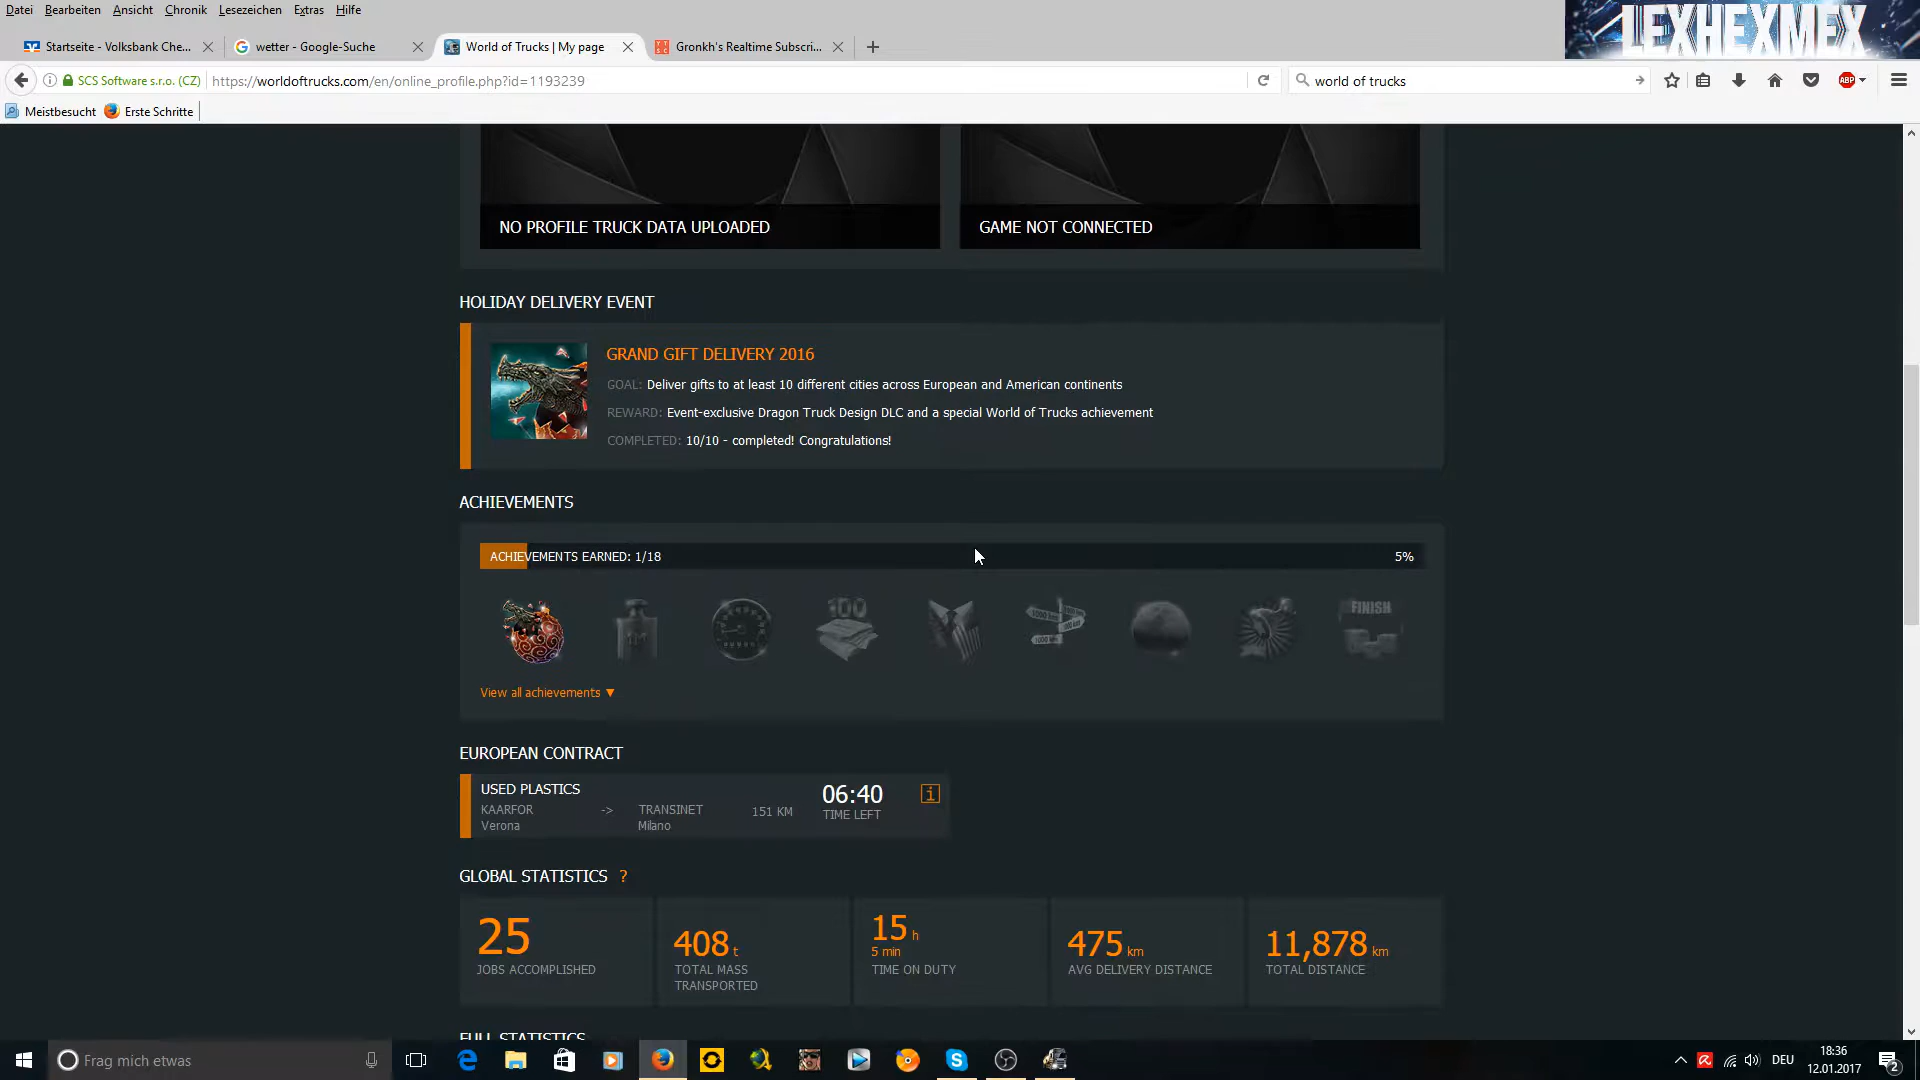 Datei Bearbeiten Ansicht Chronik Lesezeichen Extras Hilfe
LEXHEXMEX
Startseite - Volksbank Che... wetter - Google-Suche World of Trucks | My page Gronkh's Realtime Subscri...
SCS Software s.r.o. (CZ) https://worldoftrucks.com/en/online_profile.php?id=1193239 world of trucks ABP
Meistbesucht Erste Schritte
NO PROFILE TRUCK DATA UPLOADED GAME NOT CONNECTED
HOLIDAY DELIVERY EVENT
GRAND GIFT DELIVERY 2016
GOAL: Deliver gifts to at least 10 different cities across European and American continents
REWARD: Event-exclusive Dragon Truck Design DLC and a special World of Trucks achievement
COMPLETED: 10/10 - completed! Congratulations!
ACHIEVEMENTS
ACHIEVEMENTS EARNED: 1/18 5%
1M 100 FINISH
View all achievements ▼
EUROPEAN CONTRACT
USED PLASTICS 06:40
KAARFOR -> TRANSINET 151 KM TIME LEFT
Verona Milano
GLOBAL STATISTICS ?
25 408 t 15 h 5 min 475 km 11,878 km
JOBS ACCOMPLISHED TOTAL MASS TRANSPORTED TIME ON DUTY AVG DELIVERY DISTANCE TOTAL DISTANCE
FULL STATISTICS
Frag mich etwas DEU 18:36
12.01.2017 2